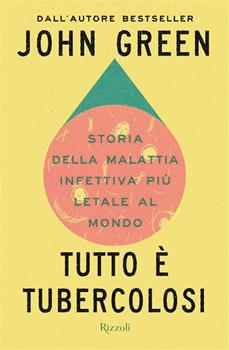 DALL'AUTORE BESTSELLER
JOHN GREEN
STORIA
DELLA MALATTIA
INFETTIVA PIÙ
LETALE AL
MONDO
TUTTO È
TUBERCOLOSI
Rizzoli